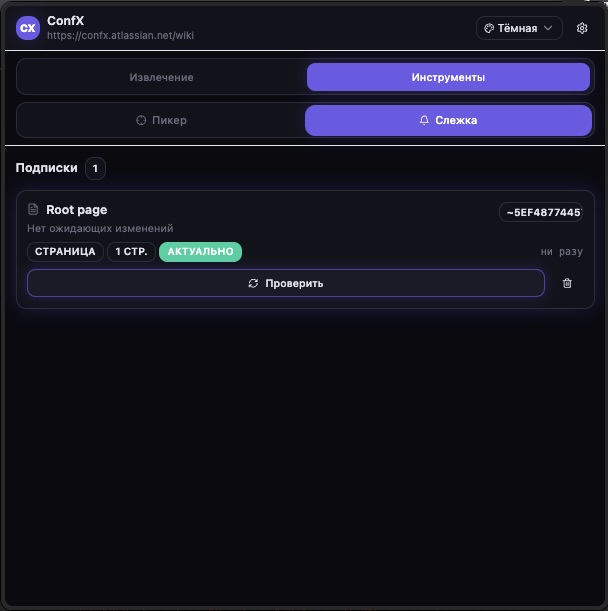 CX
ConfX
https://confx.atlassian.net/wiki
Тёмная
Извлечение
Инструменты
Пикер
Слежка
Подписки 1
Root page
~5EF4877445
Нет ожидающих изменений
СТРАНИЦА 1 СТР. АКТУАЛЬНО
ни разу
Проверить